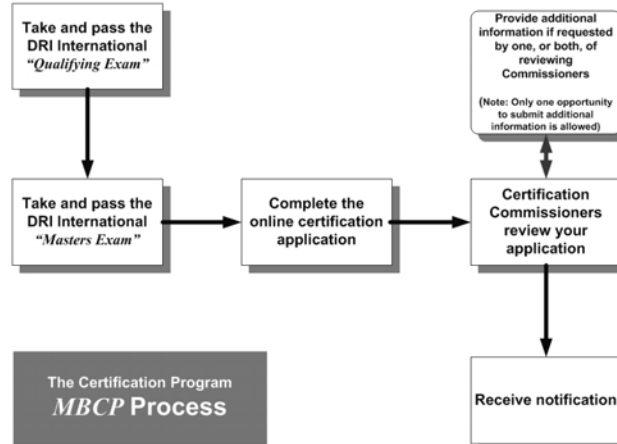 Take and pass the
DRI International
“Qualifying Exam”
Provide additional
information if requested
by one, or both, of
reviewing
Commissioners
(Note: Only one opportunity
to submit additional
information is allowed)
Take and pass the
DRI International
“Masters Exam”
Complete the
online certification
application
Certification
Commissioners
review your
application
The Certification Program
MBCP Process
Receive notification